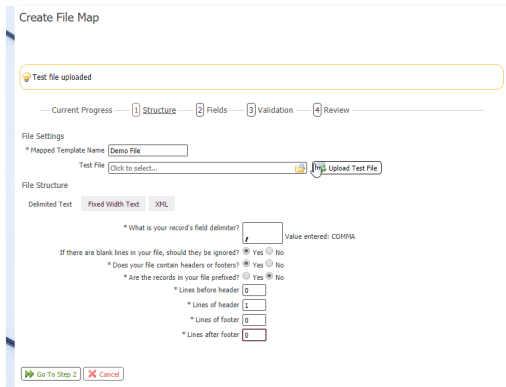 Create File Map
Test file uploaded
Current Progress 1 Structure 2 Fields 3 Validation 4 Review
File Settings
* Mapped Template Name Demo File
Test File Click to select... Upload Test File
File Structure
Delimited Text Fixed Width Text XML
* What is your record's field delimiter? , Value entered: COMMA
If there are blank lines in your file, should they be ignored? Yes No
* Does your file contain headers or footers? Yes No
* Are the records in your file prefixed? Yes No
* Lines before header 0
* Lines of header 1
* Lines of footer 0
* Lines after footer 0
Go To Step 2 Cancel